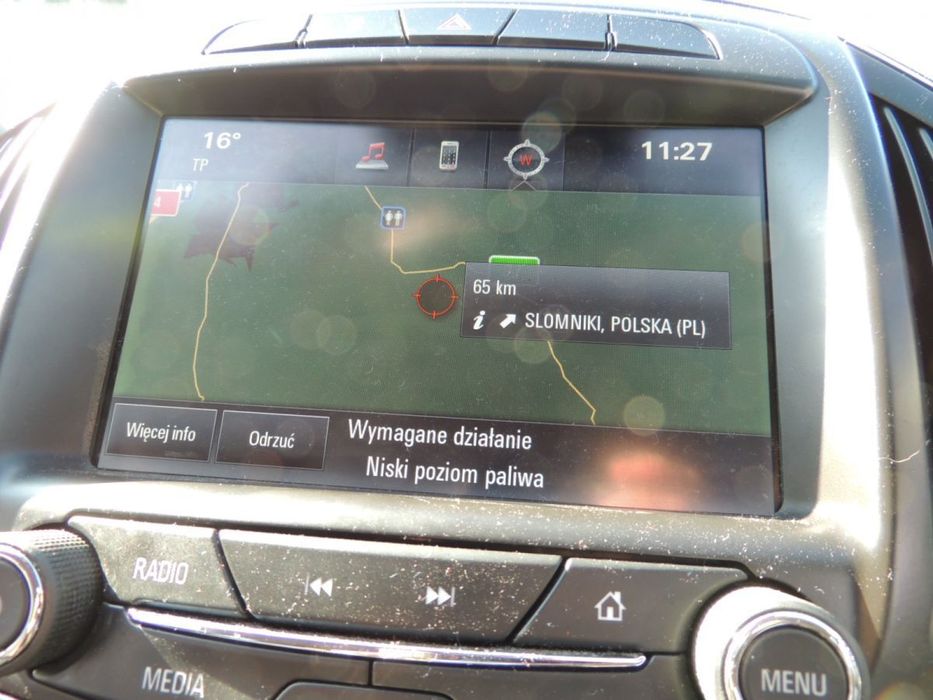 16°
TP
W
11:27
4
65 km
i SLOMNIKI, POLSKA (PL)
Więcej info
Odrzuć
Wymagane działanie
Niski poziom paliwa
RADIO
MEDIA
MENU